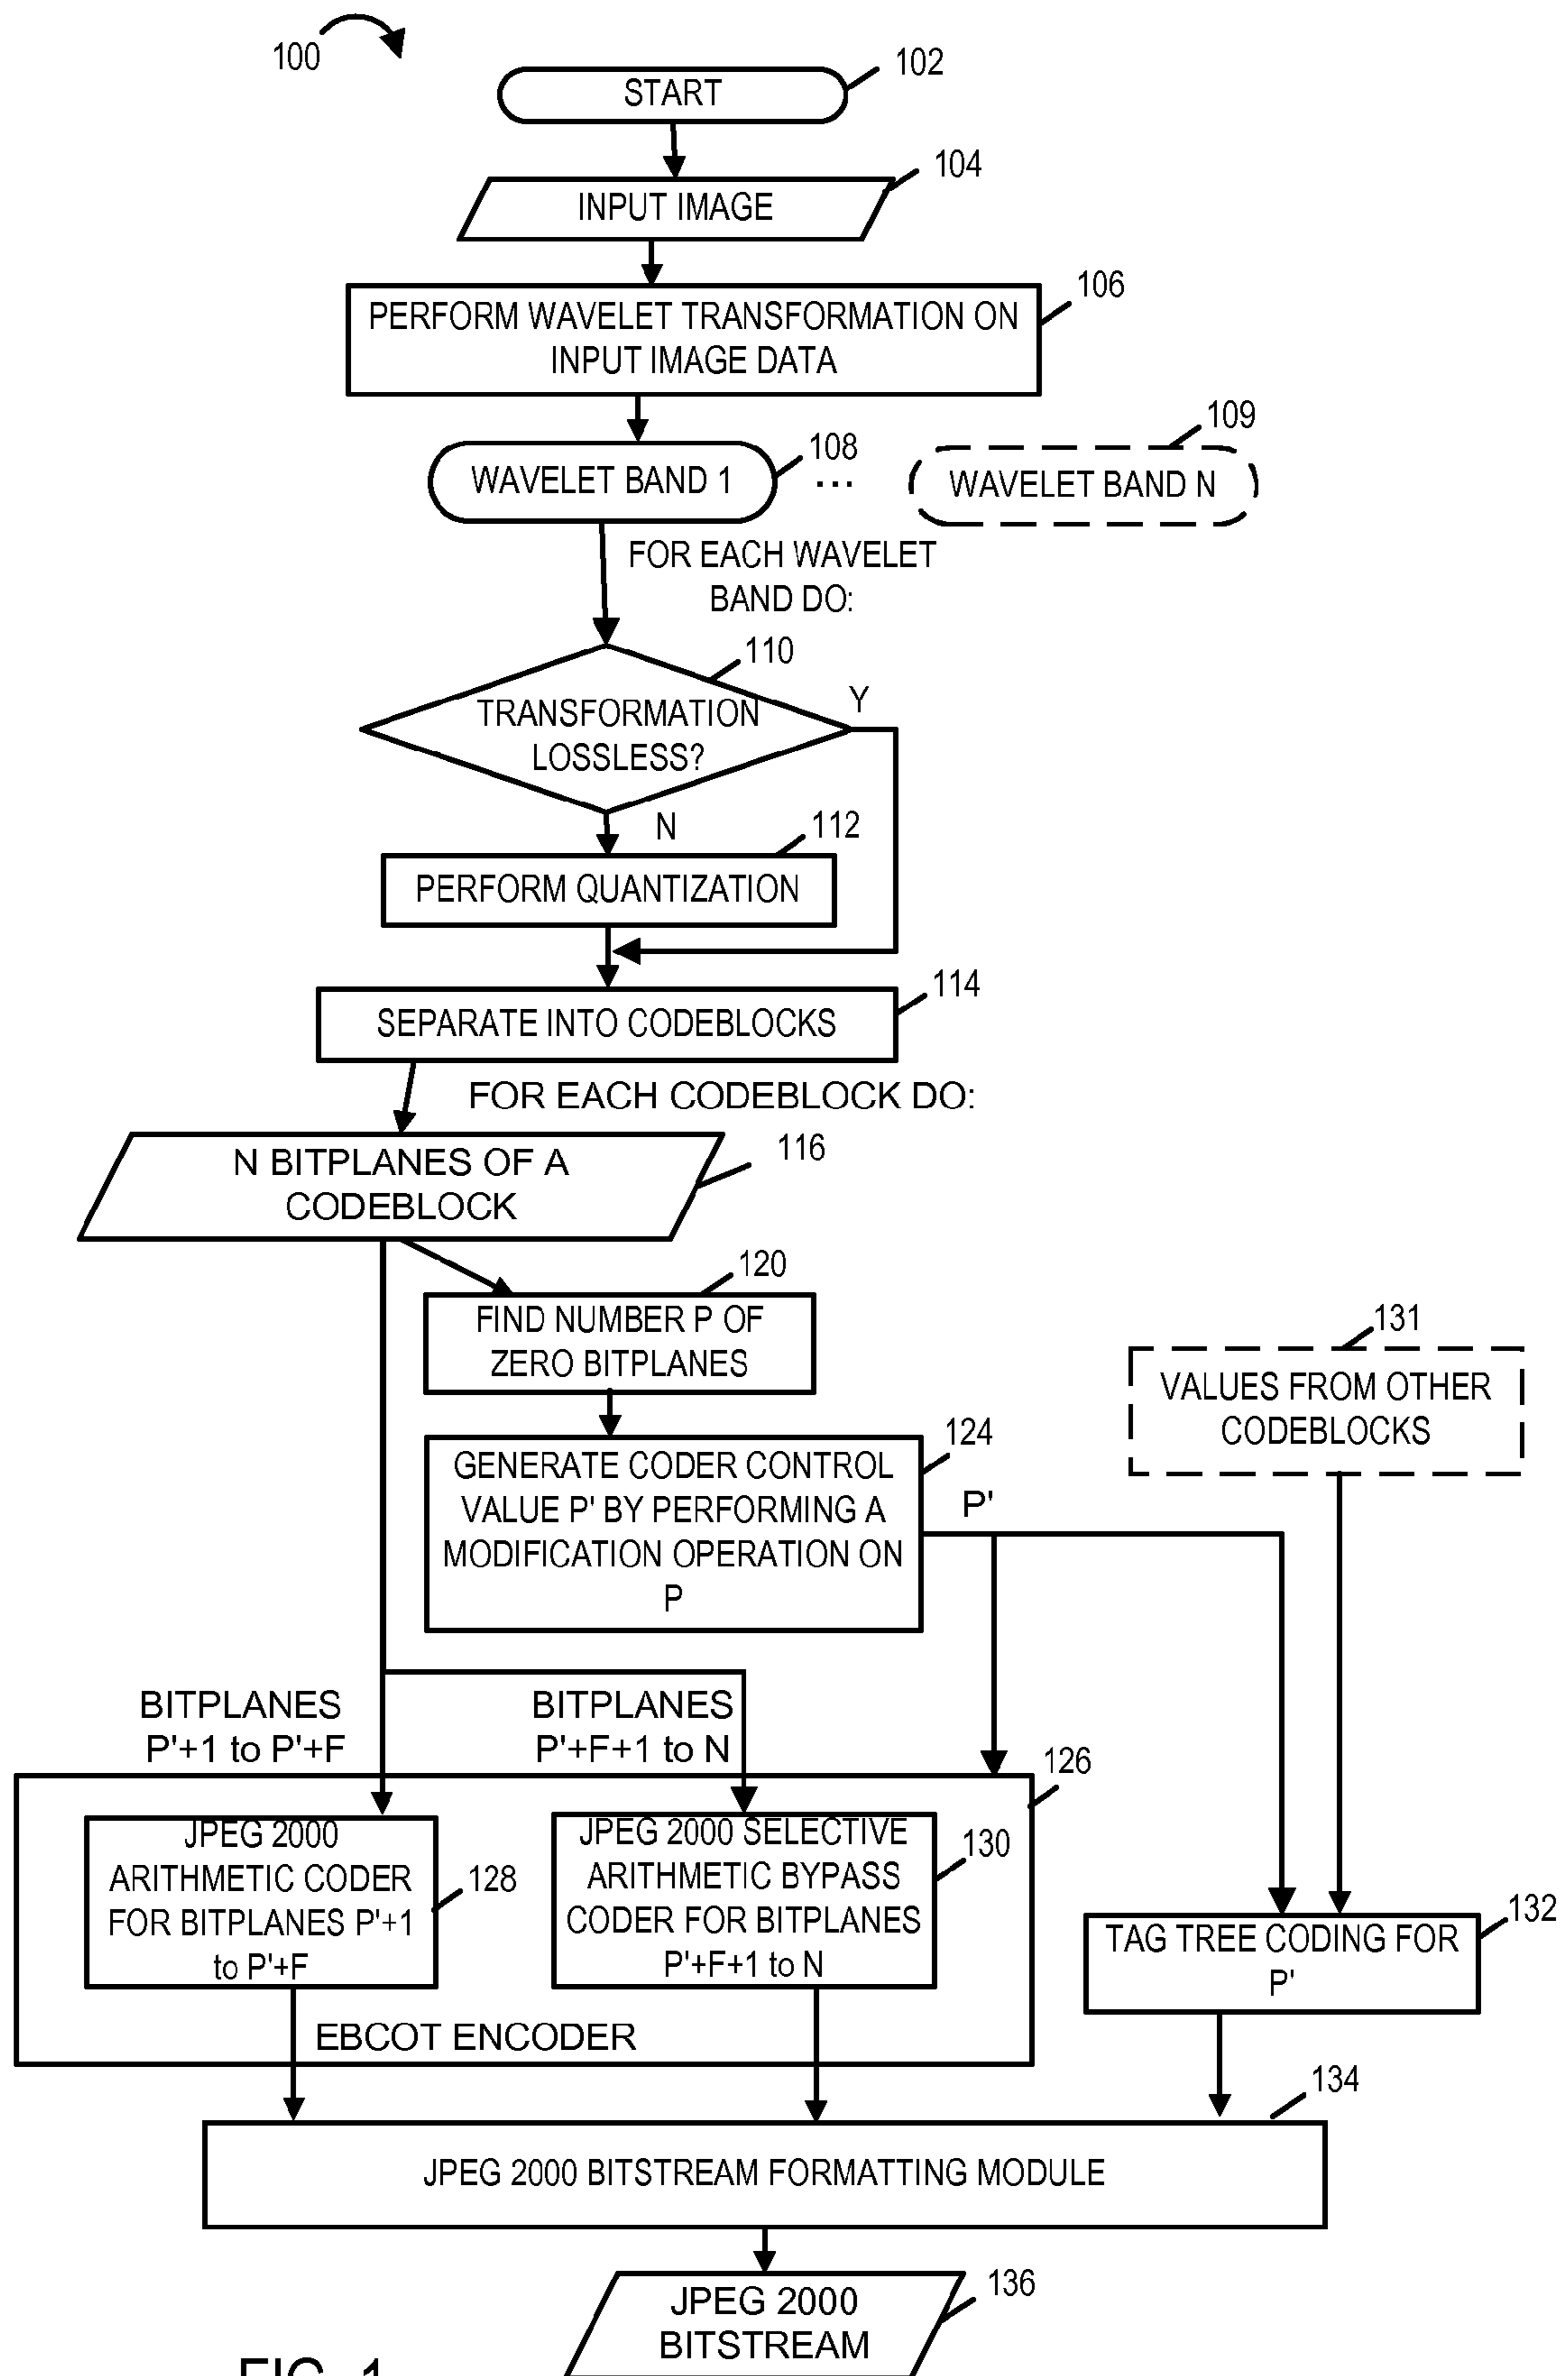 100
START
102
INPUT IMAGE
104
PERFORM WAVELET TRANSFORMATION ON
INPUT IMAGE DATA
106
WAVELET BAND 1
108
...
WAVELET BAND N
109
FOR EACH WAVELET
BAND DO:
110
TRANSFORMATION
LOSSLESS?
Y
N
112
PERFORM QUANTIZATION
114
SEPARATE INTO CODEBLOCKS
FOR EACH CODEBLOCK DO:
N BITPLANES OF A
CODEBLOCK
116
120
FIND NUMBER P OF
ZERO BITPLANES
131
VALUES FROM OTHER
CODEBLOCKS
124
GENERATE CODER CONTROL
VALUE P' BY PERFORMING A
MODIFICATION OPERATION ON
P
P'
BITPLANES
P'+1 to P'+F
BITPLANES
P'+F+1 to N
126
JPEG 2000
ARITHMETIC CODER
FOR BITPLANES P'+1
to P'+F
128
JPEG 2000 SELECTIVE
ARITHMETIC BYPASS
CODER FOR BITPLANES
P'+F+1 to N
130
TAG TREE CODING FOR
P'
132
EBCOT ENCODER
134
JPEG 2000 BITSTREAM FORMATTING MODULE
JPEG 2000
BITSTREAM
136
FIG. 1